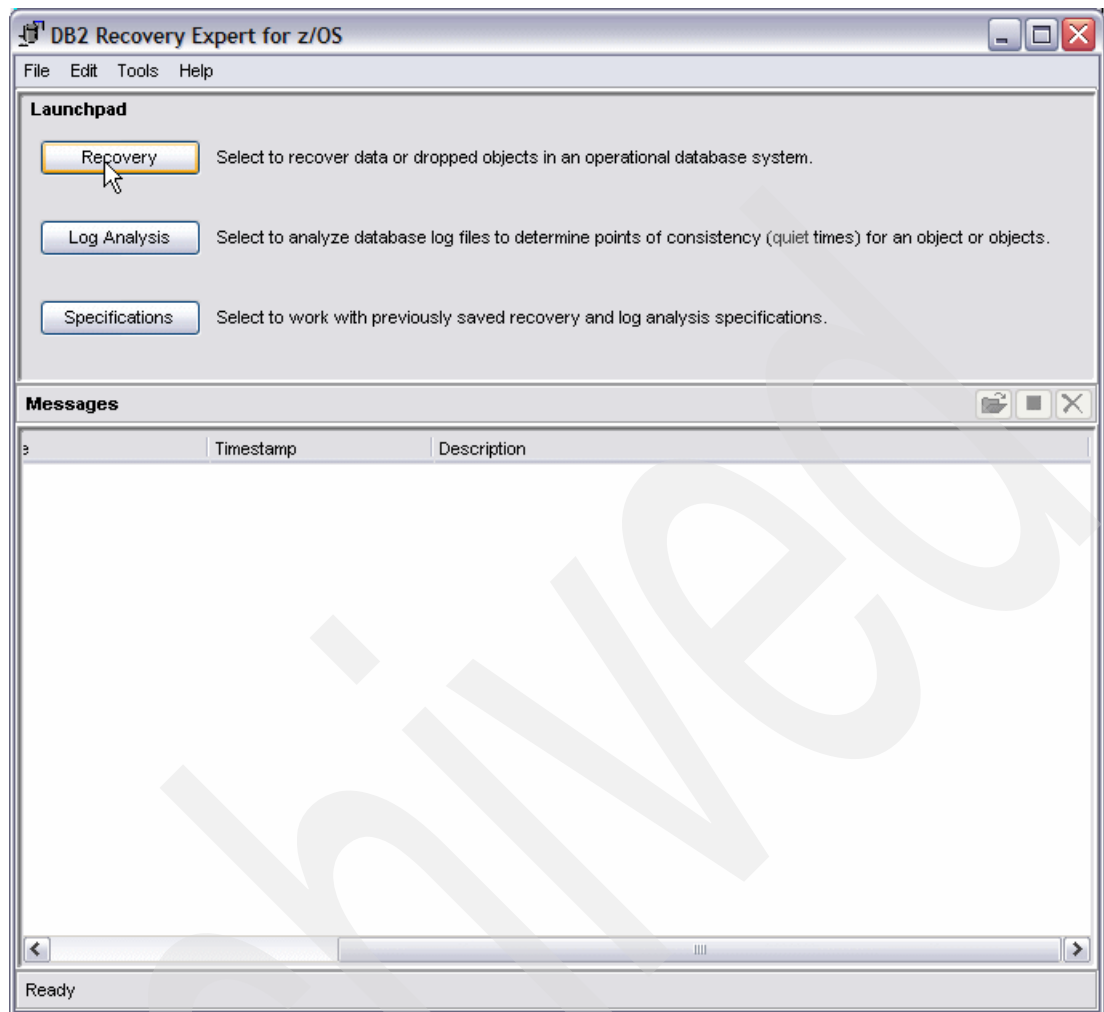 DB2 Recovery Expert for z/OS
File Edit Tools Help
Launchpad
Recovery Select to recover data or dropped objects in an operational database system.
Log Analysis Select to analyze database log files to determine points of consistency (quiet times) for an object or objects.
Specifications Select to work with previously saved recovery and log analysis specifications.
Messages
e Timestamp Description
Ready
hived